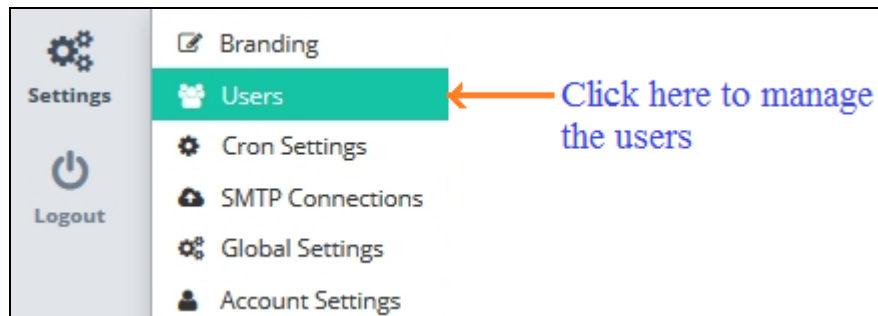 Settings
Logout
Branding
Users
Cron Settings
SMTP Connections
Global Settings
Account Settings
Click here to manage
the users